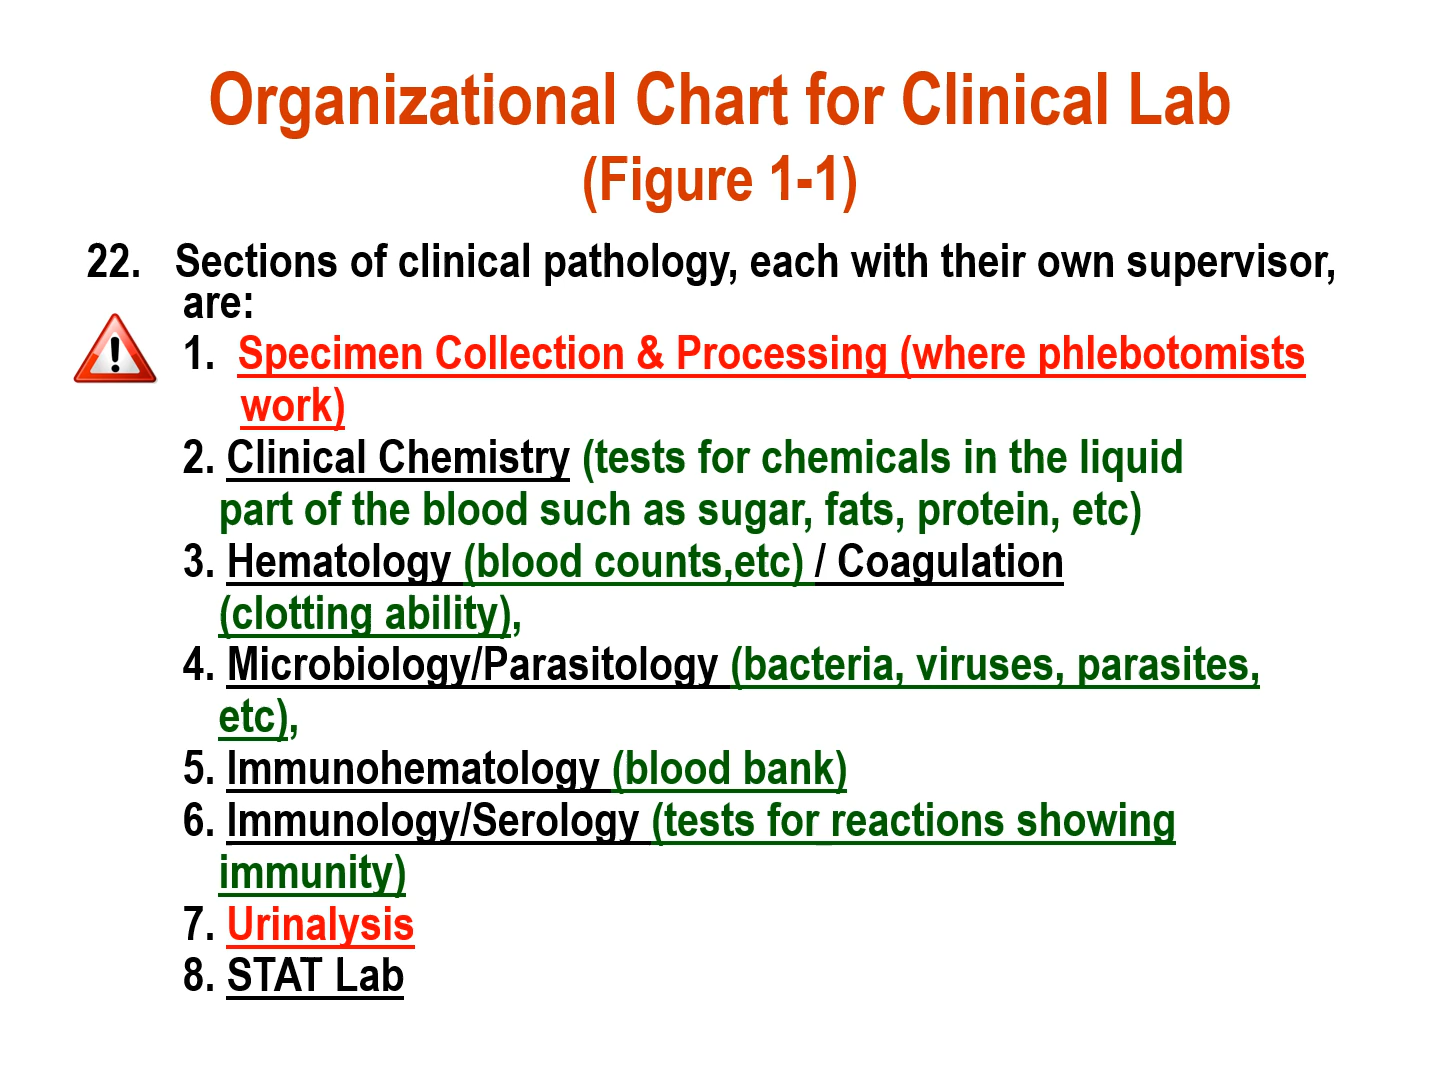 Organizational Chart for Clinical Lab
(Figure 1-1)
22. Sections of clinical pathology, each with their own supervisor,
are:
1. Specimen Collection & Processing (where phlebotomists
work)
2. Clinical Chemistry (tests for chemicals in the liquid
part of the blood such as sugar, fats, protein, etc)
3. Hematology (blood counts,etc) / Coagulation
(clotting ability),
4. Microbiology/Parasitology (bacteria, viruses, parasites,
etc),
5. Immunohematology (blood bank)
6. Immunology/Serology (tests for reactions showing
immunity)
7. Urinalysis
8. STAT Lab